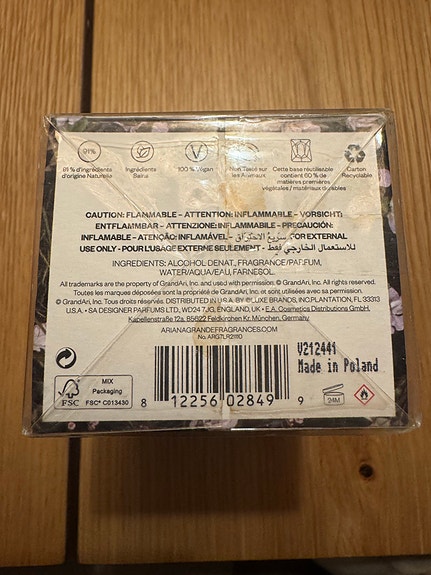 91%
91 % d'ingrédients d'origine Naturelle
Ingrédients Sains
100 % Vegan
Non Testé sur les Animaux
Cette base réutilisable contient 60 % de matières premières végétales / matériaux durables
Carton Recyclable
CAUTION: FLAMMABLE – ATTENTION: INFLAMMABLE – VORSICHT:
ENTFLAMMBAR – ATTENZIONE: INFLAMMABILE – PRECAUCIÓN:
INFLAMABLE – ATENÇÃO: INFLAMÁVEL – سريع الاحتراق. FOR EXTERNAL
USE ONLY – POUR L'USAGE EXTERNE SEULEMENT – للاستعمال الخارجي فقط
INGREDIENTS: ALCOHOL DENAT., FRAGRANCE/PARFUM,
WATER/AQUA/EAU, FARNESOL.
All trademarks are the property of GrandAri, Inc. and used with permission. © GrandAri, Inc. All rights reserved.
Toutes les marques déposées sont la propriété de GrandAri, Inc. et sont utilisées avec sa permission.
© GrandAri, Inc. Tous droits réservés. DISTRIBUTED IN U.S.A. BY ©LUXE BRANDS, INC, PLANTATION, FL 33313
U.S.A. • SA DESIGNER PARFUMS LTD, WD24 7JG, ENGLAND, UK • E.A. Cosmetics Distributions GmbH,
Kapellenstraße 12a, 85622 Feldkirchen Kr. München, Germany
ARIANAGRANDEFRAGRANCES.COM
No. ARGTLR21110
V212441
Made in Poland
FSC
MIX
Packaging
FSC® C013430
8 12256 02849 9
24M